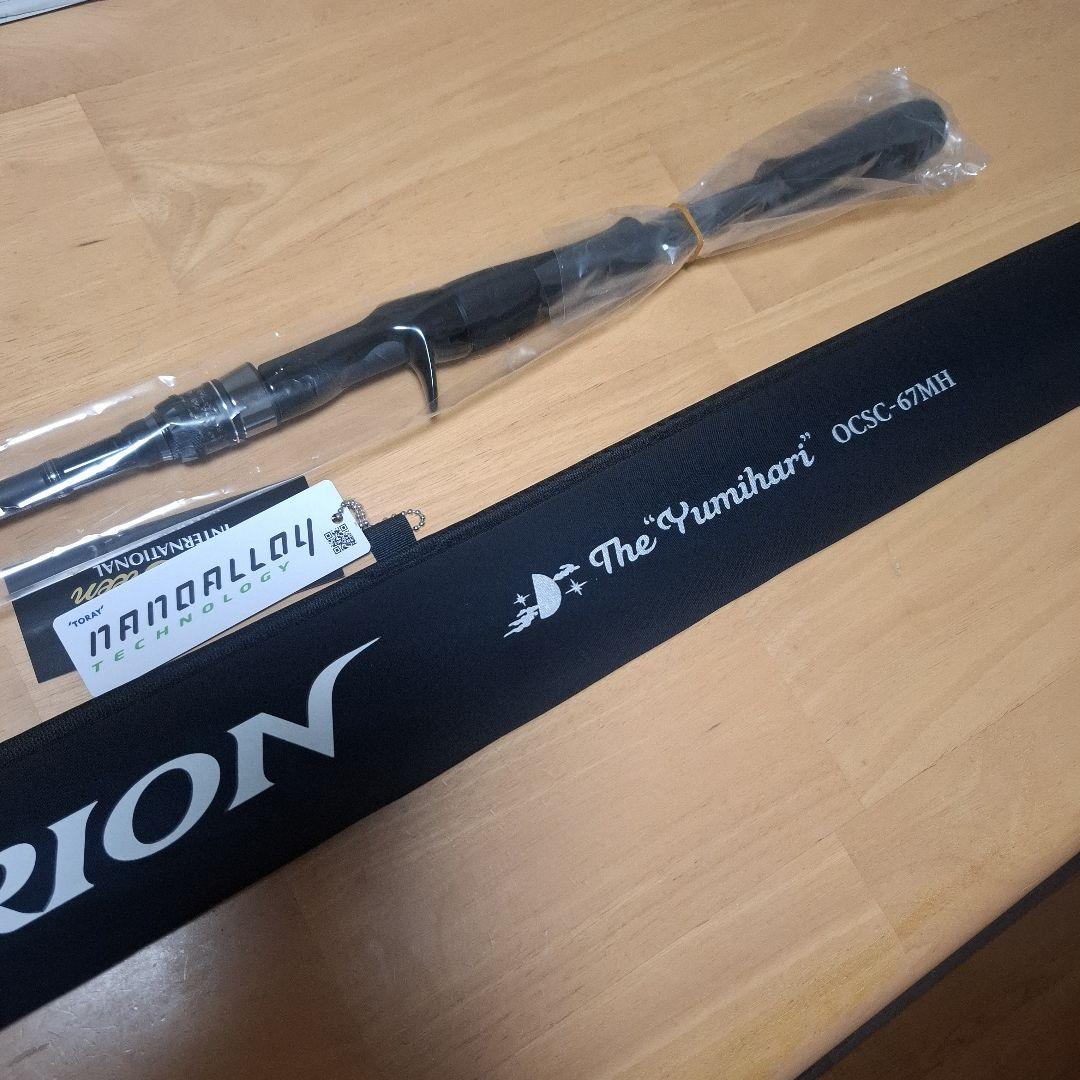 INTERNATIONAL
'TORAY'
NANOALLOY
TECHNOLOGY
The "Yumihari" OCSC-67MH
RION